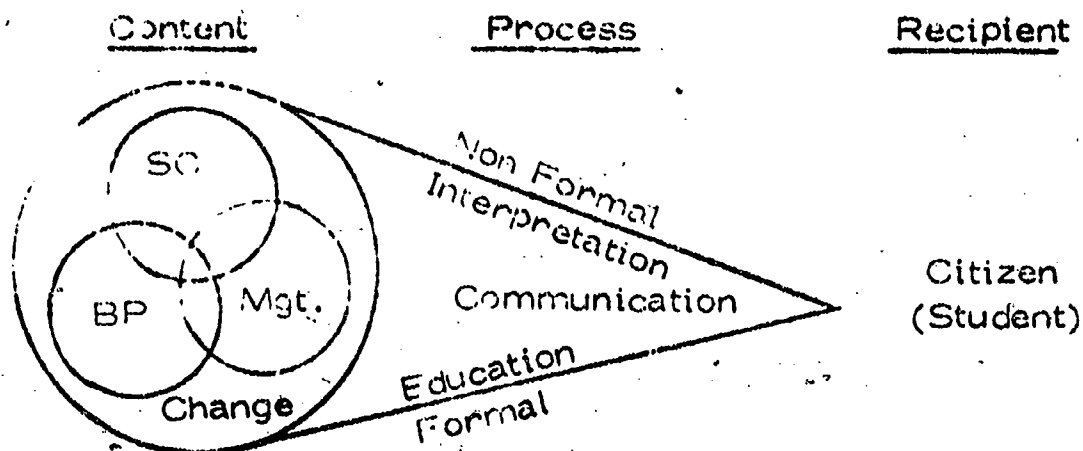 Content Process Recipient
SC
BP
Mgt.
Change
Non Formal
Interpretation
Communication
Education
Formal
Citizen
(Student)